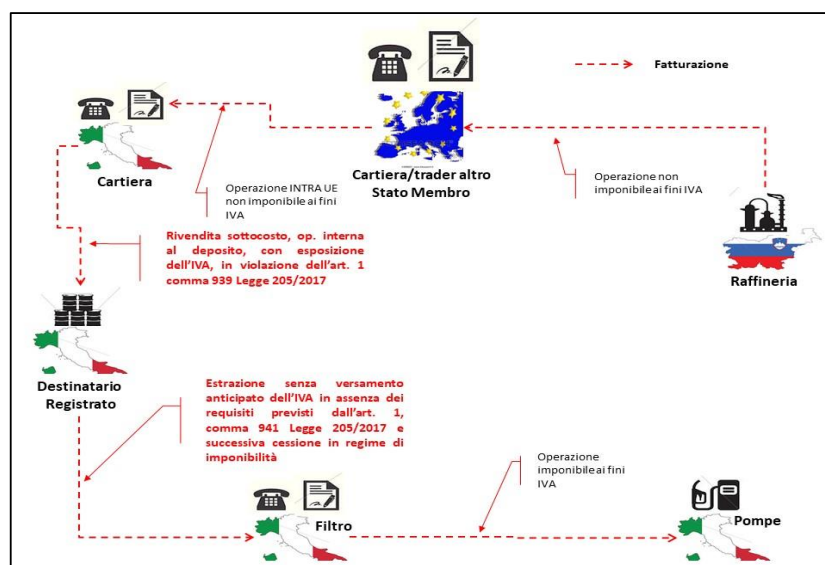 Fatturazione
Cartiera
Cartiera/trader altro
Stato Membro
Operazione INTRA UE
non imponibile ai fini
IVA
Operazione non
imponibile ai fini IVA
Raffineria
Rivendita sottocosto, op. interna
al deposito, con esposizione
dell'IVA, in violazione dell'art. 1
comma 939 Legge 205/2017
Destinatario
Registrato
Estrazione senza versamento
anticipato dell'IVA in assenza dei
requisiti previsti dall'art. 1,
comma 941 Legge 205/2017 e
successiva cessione in regime di
imponibilità
Operazione
imponibile ai fini
IVA
Filtro
Pompe